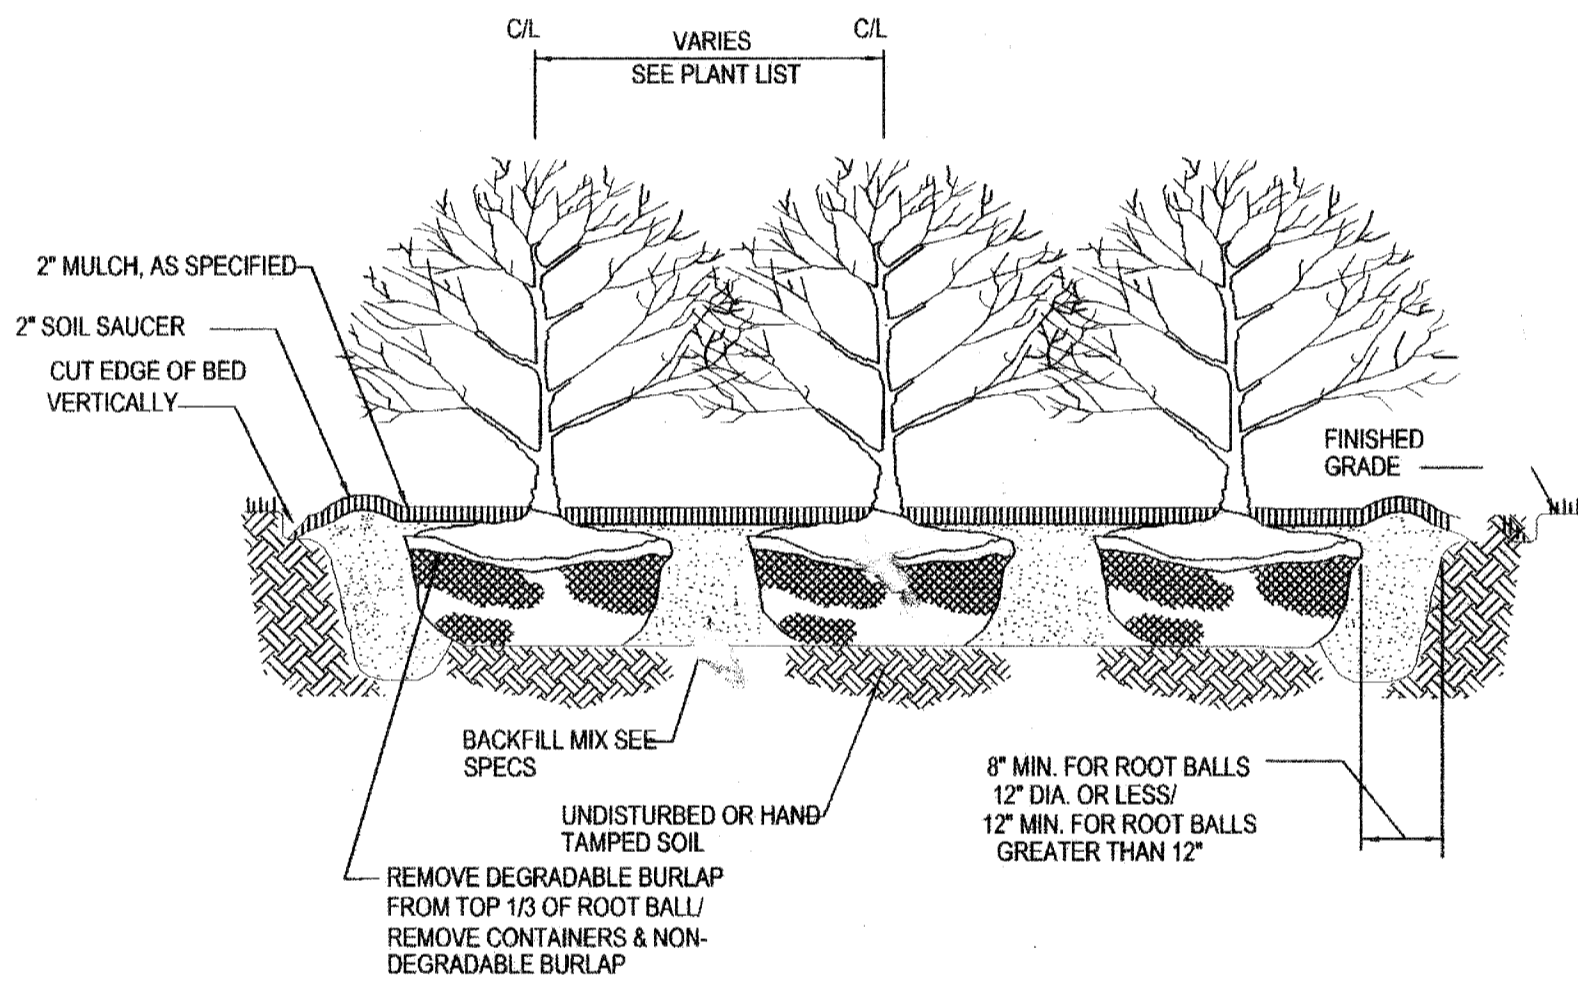 C/L
C/L
VARIES
SEE PLANT LIST
2" MULCH, AS SPECIFIED
2" SOIL SAUCER
CUT EDGE OF BED
VERTICALLY
FINISHED
GRADE
BACKFILL MIX SEE
SPECS
UNDISTURBED OR HAND
TAMPED SOIL
REMOVE DEGRADABLE BURLAP
FROM TOP 1/3 OF ROOT BALL/
REMOVE CONTAINERS & NON-
DEGRADABLE BURLAP
8" MIN. FOR ROOT BALLS
12" DIA. OR LESS/
12" MIN. FOR ROOT BALLS
GREATER THAN 12"